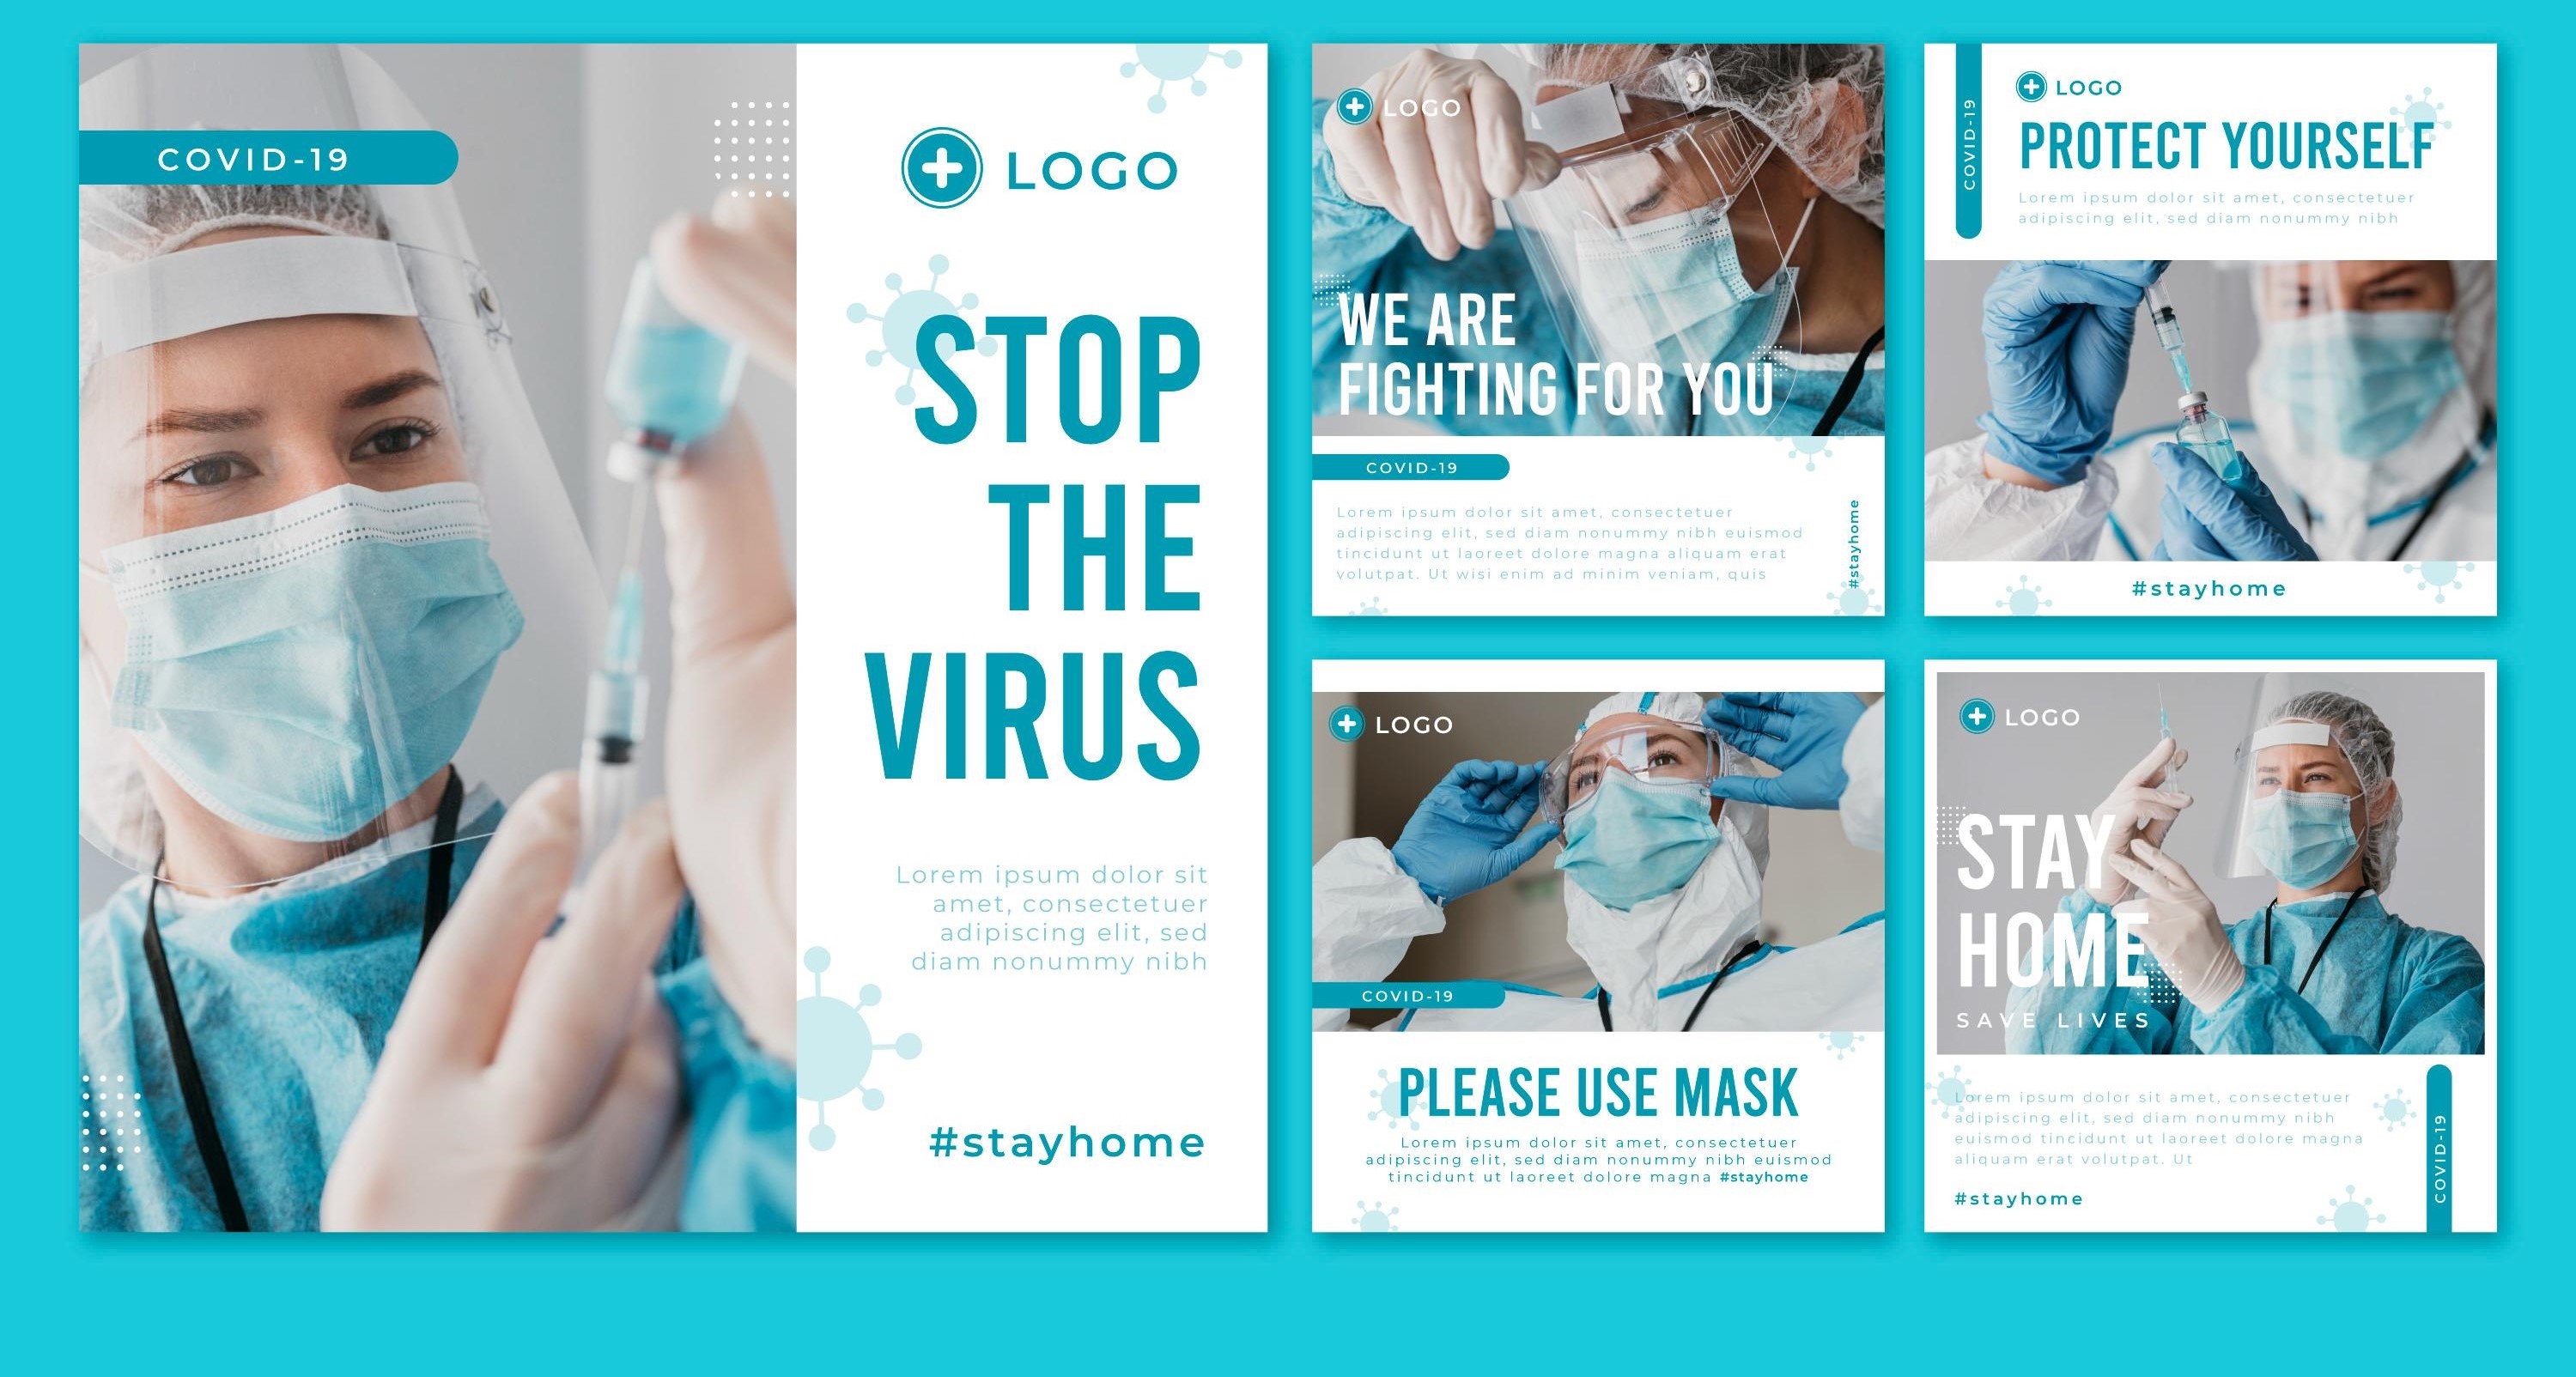 COVID-19
LOGO
STOP
THE
VIRUS
Lorem ipsum dolor sit
amet, consectetuer
adipiscing elit, sed
diam nonummy nibh
#stayhome
LOGO
WE ARE
FIGHTING FOR YOU
COVID-19
Lorem ipsum dolor sit amet, consectetuer
adipiscing elit, sed diam nonummy nibh euismod
tincidunt ut laoreet dolore magna aliquam erat
volutpat. Ut wisi enim ad minim veniam, quis
#stayhome
COVID-19
LOGO
PROTECT YOURSELF
Lorem ipsum dolor sit amet, consectetuer
adipiscing elit, sed diam nonummy nibh
#stayhome
LOGO
COVID-19
PLEASE USE MASK
Lorem ipsum dolor sit amet, consectetuer
adipiscing elit, sed diam nonummy nibh euismod
tincidunt ut laoreet dolore magna #stayhome
LOGO
STAY
HOME
SAVE LIVES
Lorem ipsum dolor sit amet, consectetuer
adipiscing elit, sed diam nonummy nibh
euismod tincidunt ut laoreet dolore magna
aliquam erat volutpat. Ut
#stayhome
COVID-19